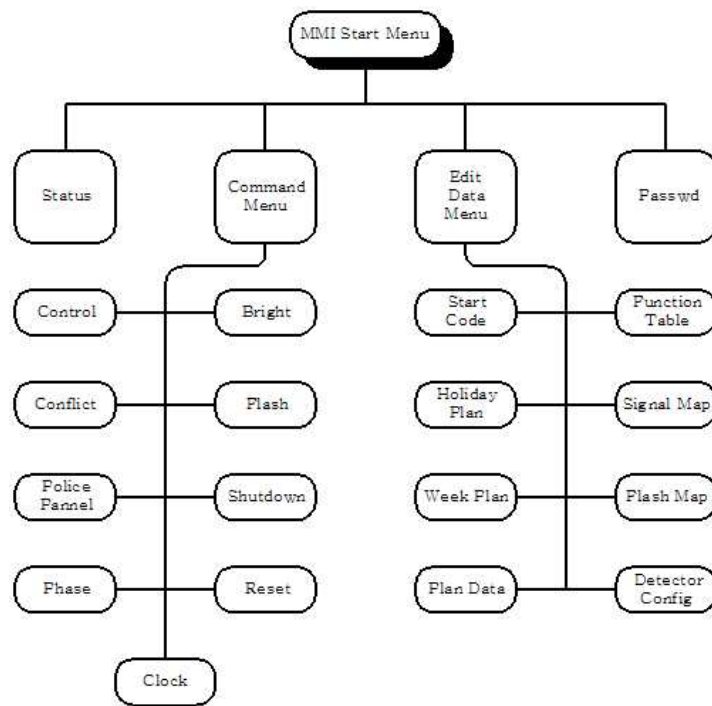 MMI Start Menu
Status
Command
Menu
Edit
Data
Menu
Passwd
Control
Bright
Start
Code
Function
Table
Conflict
Flash
Holiday
Plan
Signal Map
Police
Pannel
Shutdown
Week Plan
Flash Map
Phase
Reset
Plan Data
Detector
Config
Clock